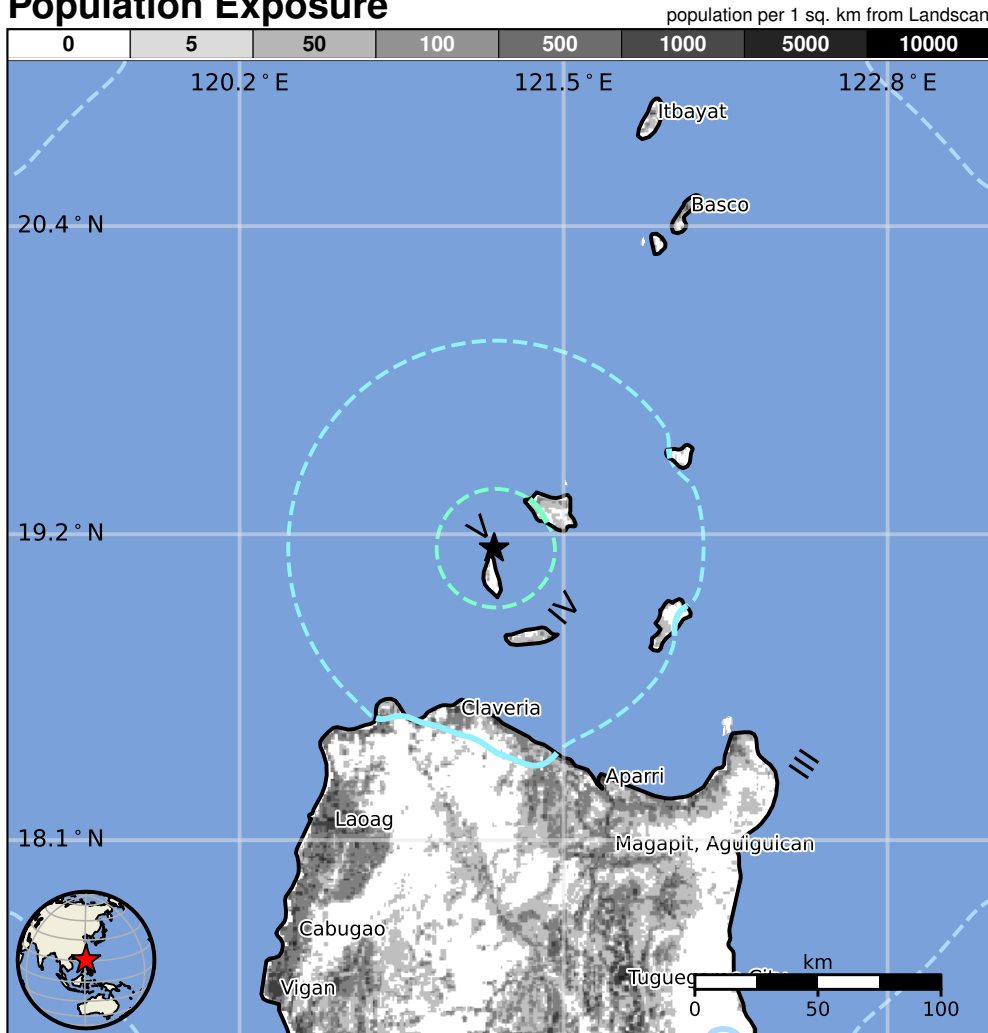 Population Exposure
population per 1 sq. km from Landscan
0 5 50 100 500 1000 5000 10000
120.2°E 121.5°E 122.8°E
Itbayat
Basco
20.4°N
19.2°N
V
IV
Claveria
III
Aparri
Laoag
Magapit, Aguiguican
18.1°N
Cabugao
km
Vigan
0 50 100